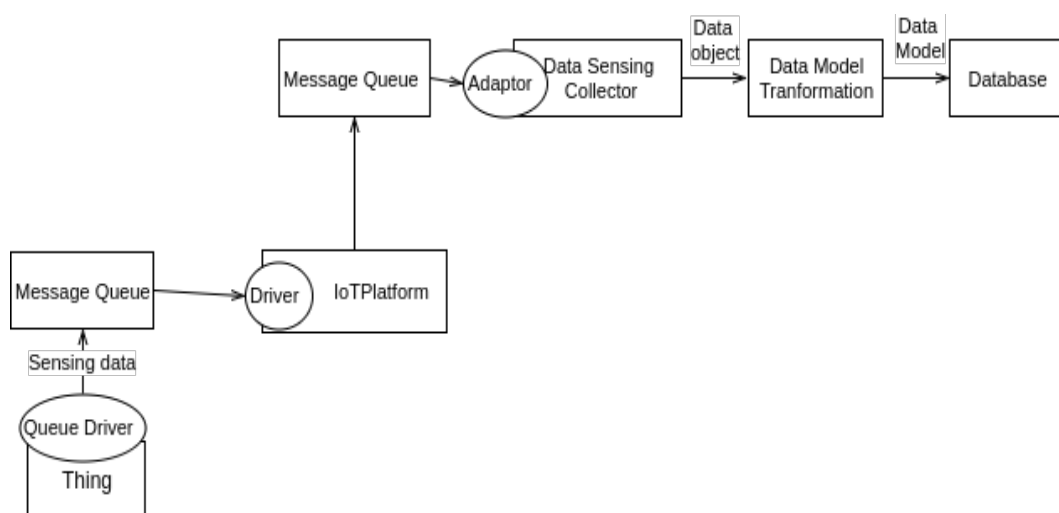 Data
object
Data
Model
Message Queue
Adaptor
Data Sensing
Collector
Data Model
Tranformation
Database
Message Queue
Driver
IoTPlatform
Sensing data
Queue Driver
Thing